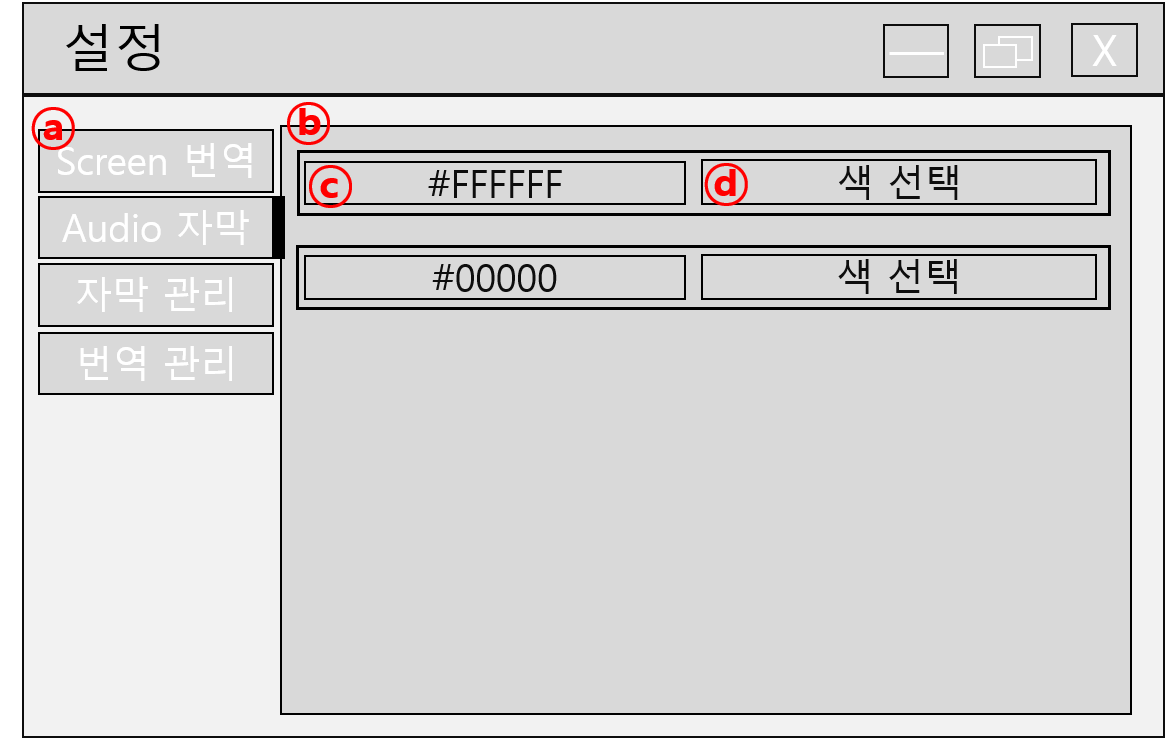 설정
X
ⓐ
Screen 번역
Audio 자막
자막 관리
번역 관리
ⓑ
ⓒ #FFFFFF ⓓ 색 선택
#00000 색 선택